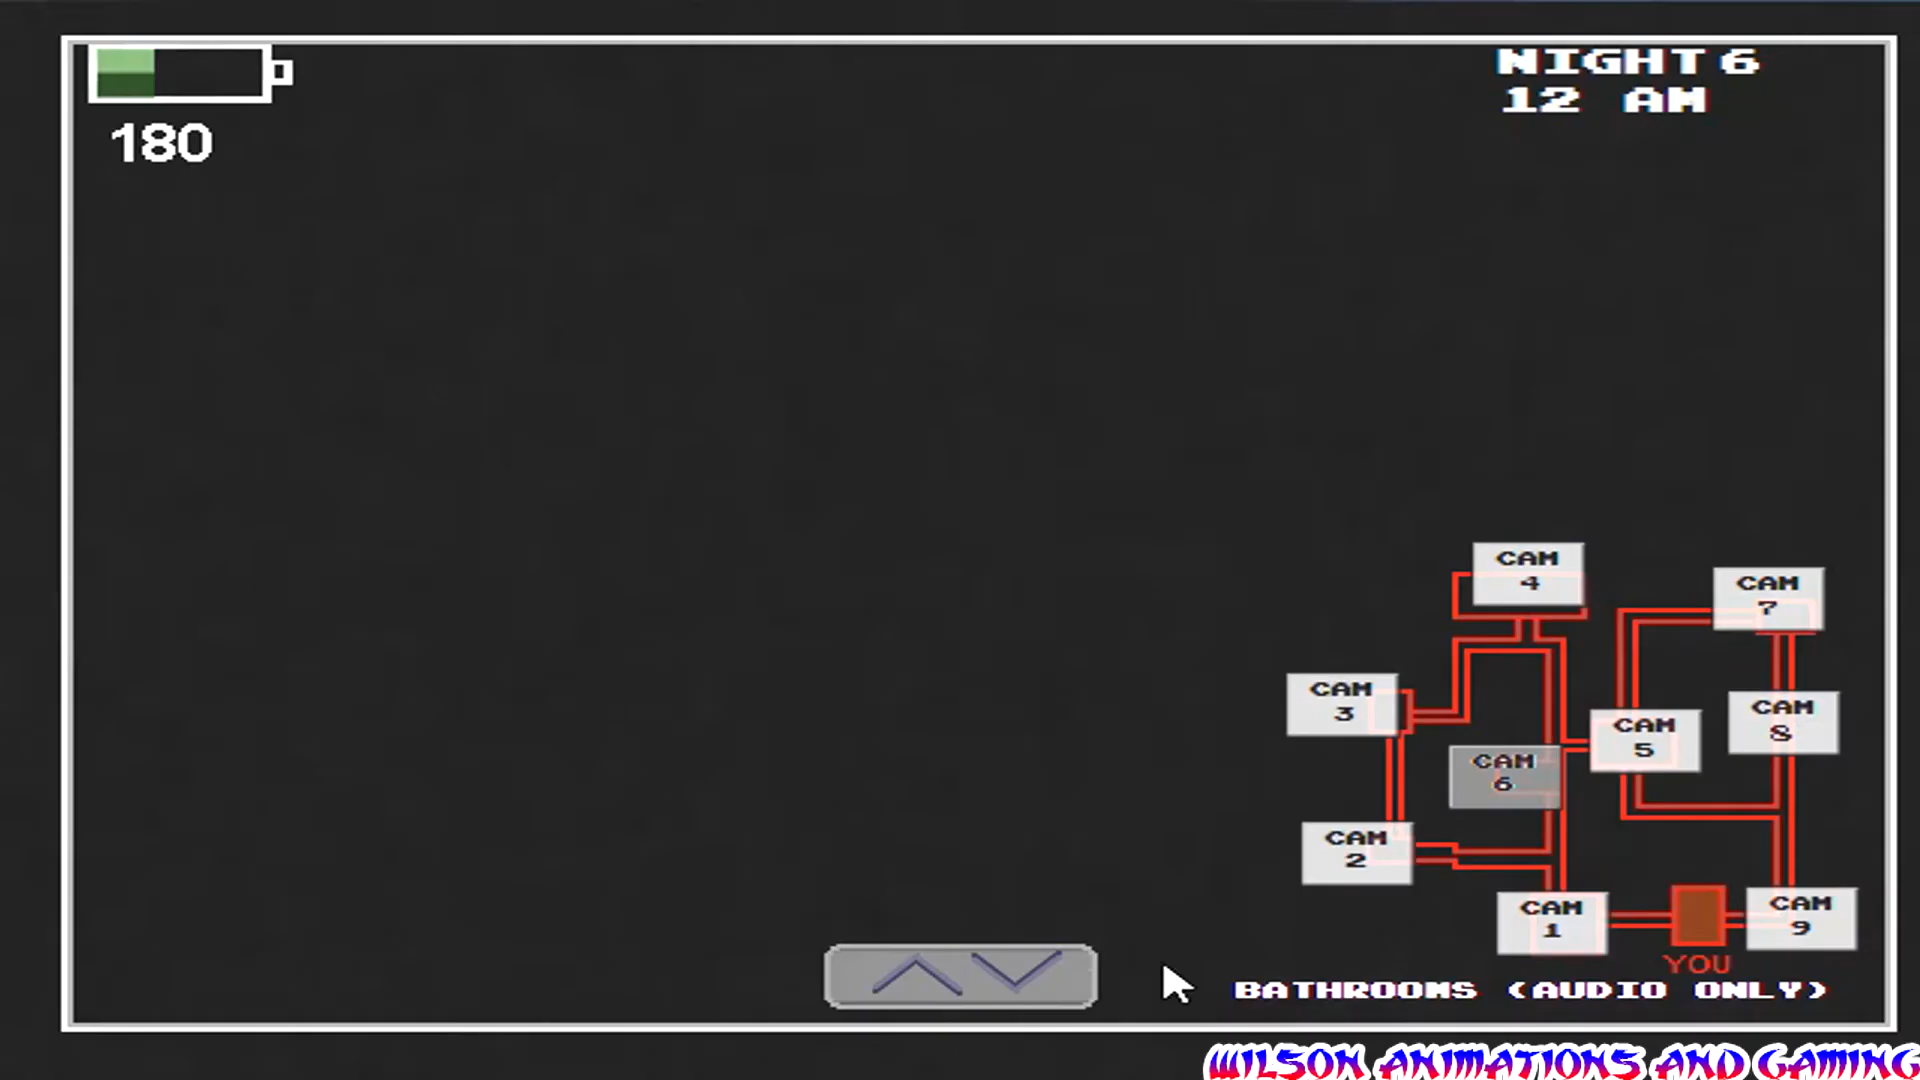 NIGHT 6
12 AM
180
CAM 4
CAM 7
CAM 3
CAM 8
CAM 5
CAM 6
CAM 2
CAM 9
CAM 1
YOU
BATHROOMS (AUDIO ONLY)
WILSON ANIMATIONS AND GAMING